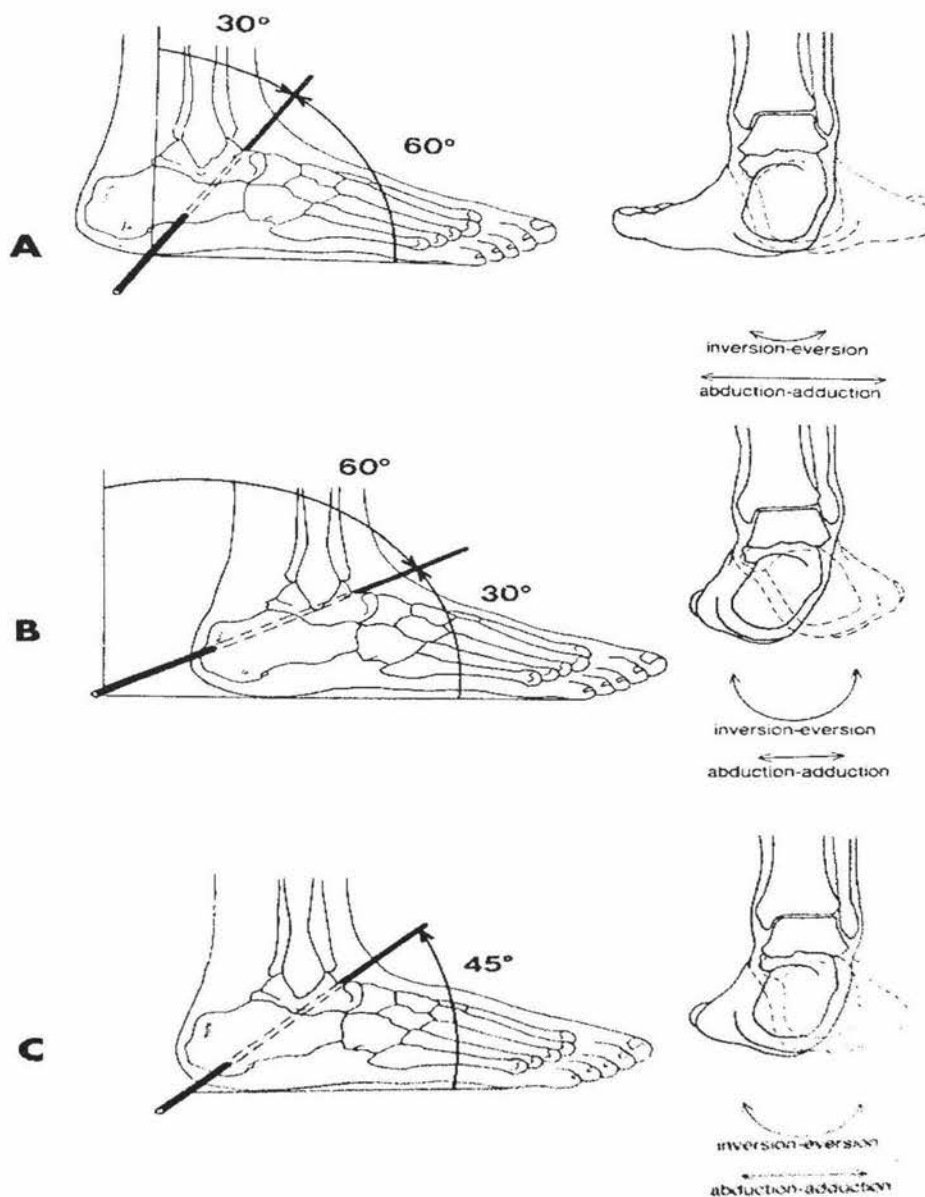 30°
60°
A
inversion-eversion
abduction-adduction
60°
30°
B
inversion-eversion
abduction-adduction
45°
C
inversion-eversion
abduction-adduction